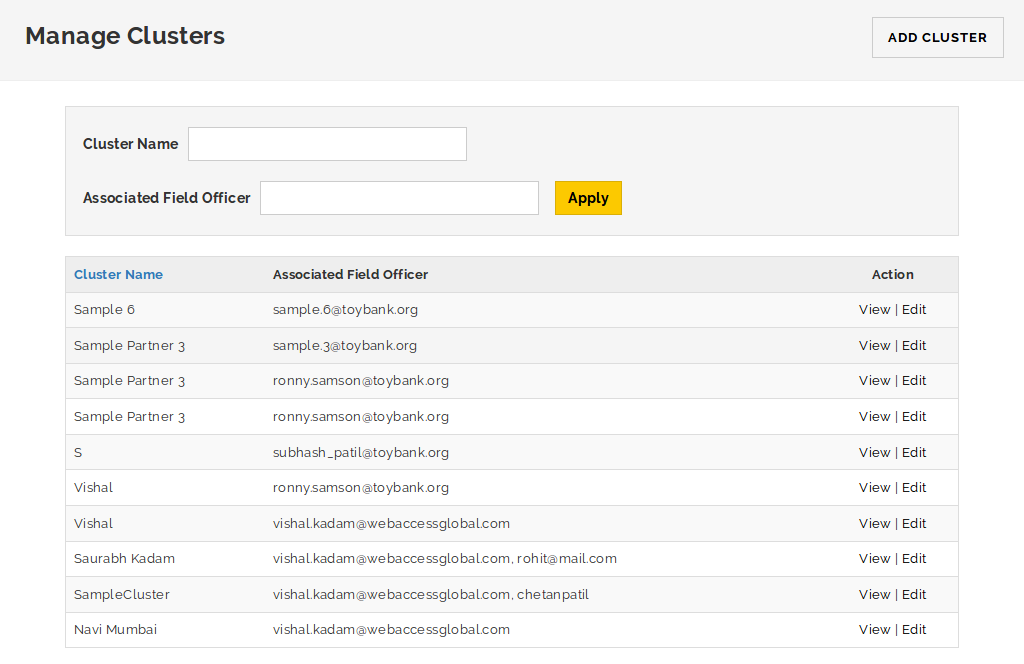 Manage Clusters
ADD CLUSTER
Cluster Name
Associated Field Officer Apply
Cluster Name Associated Field Officer Action
Sample 6 sample.6@toybank.org View | Edit
Sample Partner 3 sample.3@toybank.org View | Edit
Sample Partner 3 ronny.samson@toybank.org View | Edit
Sample Partner 3 ronny.samson@toybank.org View | Edit
S subhash_patil@toybank.org View | Edit
Vishal ronny.samson@toybank.org View | Edit
Vishal vishal.kadam@webaccessglobal.com View | Edit
Saurabh Kadam vishal.kadam@webaccessglobal.com, rohit@mail.com View | Edit
SampleCluster vishal.kadam@webaccessglobal.com, chetanpatil View | Edit
Navi Mumbai vishal.kadam@webaccessglobal.com View | Edit